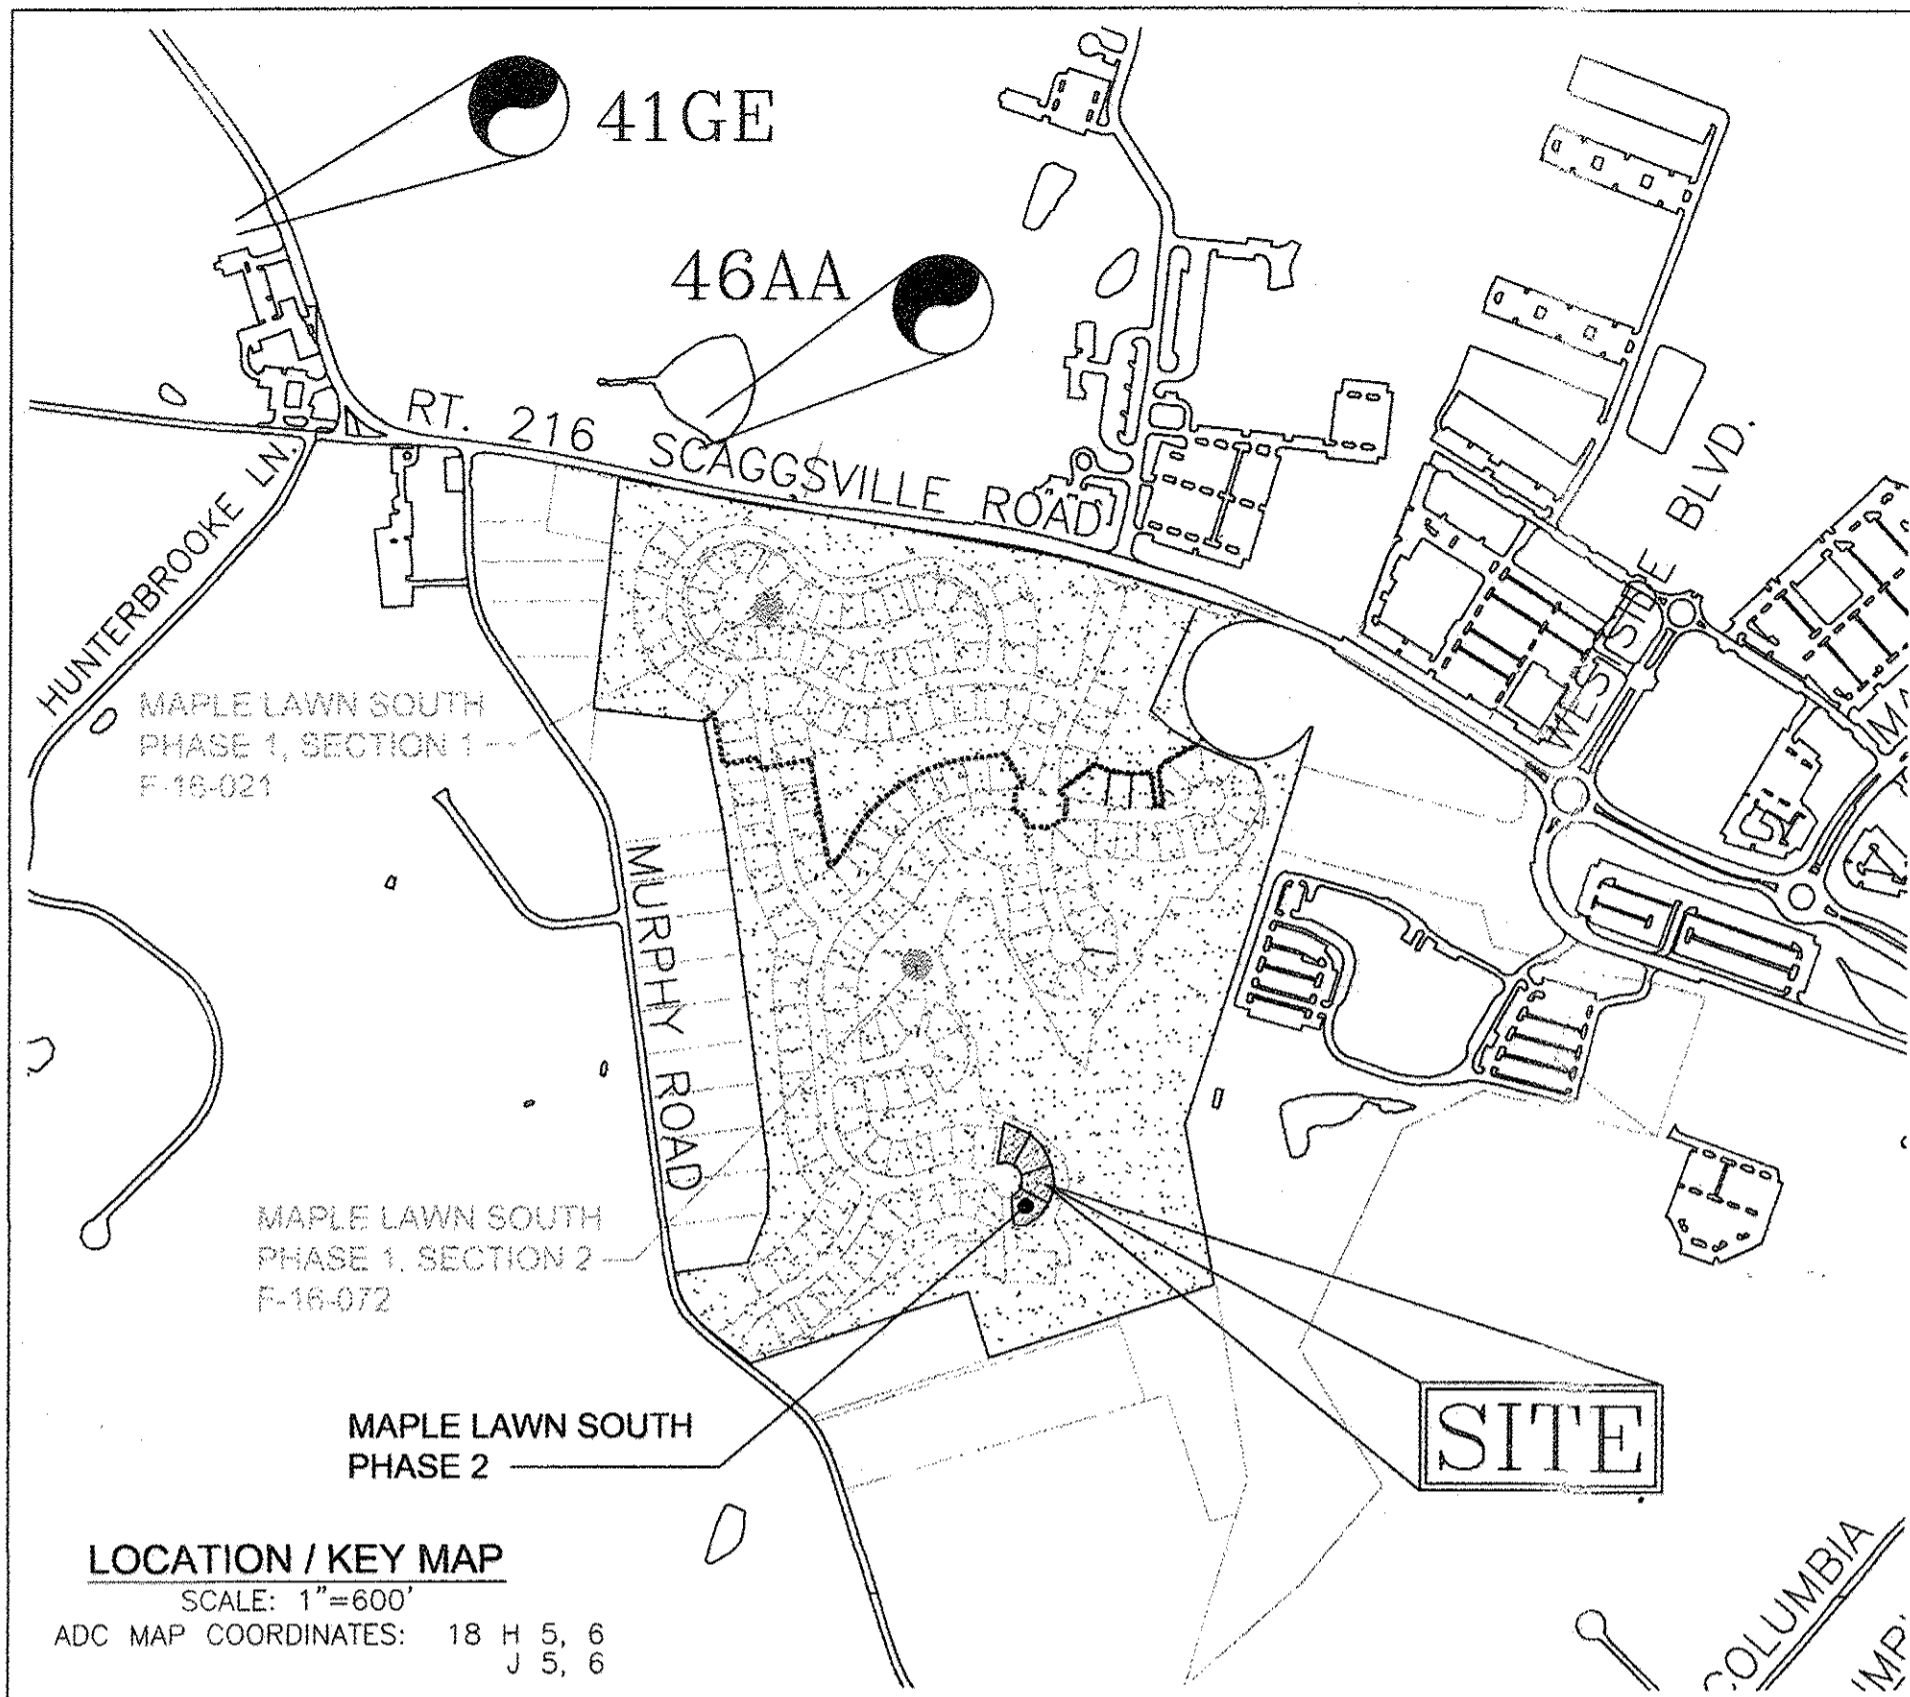 41GE
46AA
RT. 216 SCAGGSVILLE ROAD
HUNTERBROOKE LN.
WEST SIDE BLVD.
MAPLE LAWN SOUTH
PHASE 1, SECTION 1
F-16-021
MURPHY ROAD
MAPLE LAWN SOUTH
PHASE 1, SECTION 2
F-16-072
MAPLE LAWN SOUTH
PHASE 2
SITE
LOCATION / KEY MAP
SCALE: 1"=600'
ADC MAP COORDINATES: 18 H 5, 6
J 5, 6
COLUMBIA